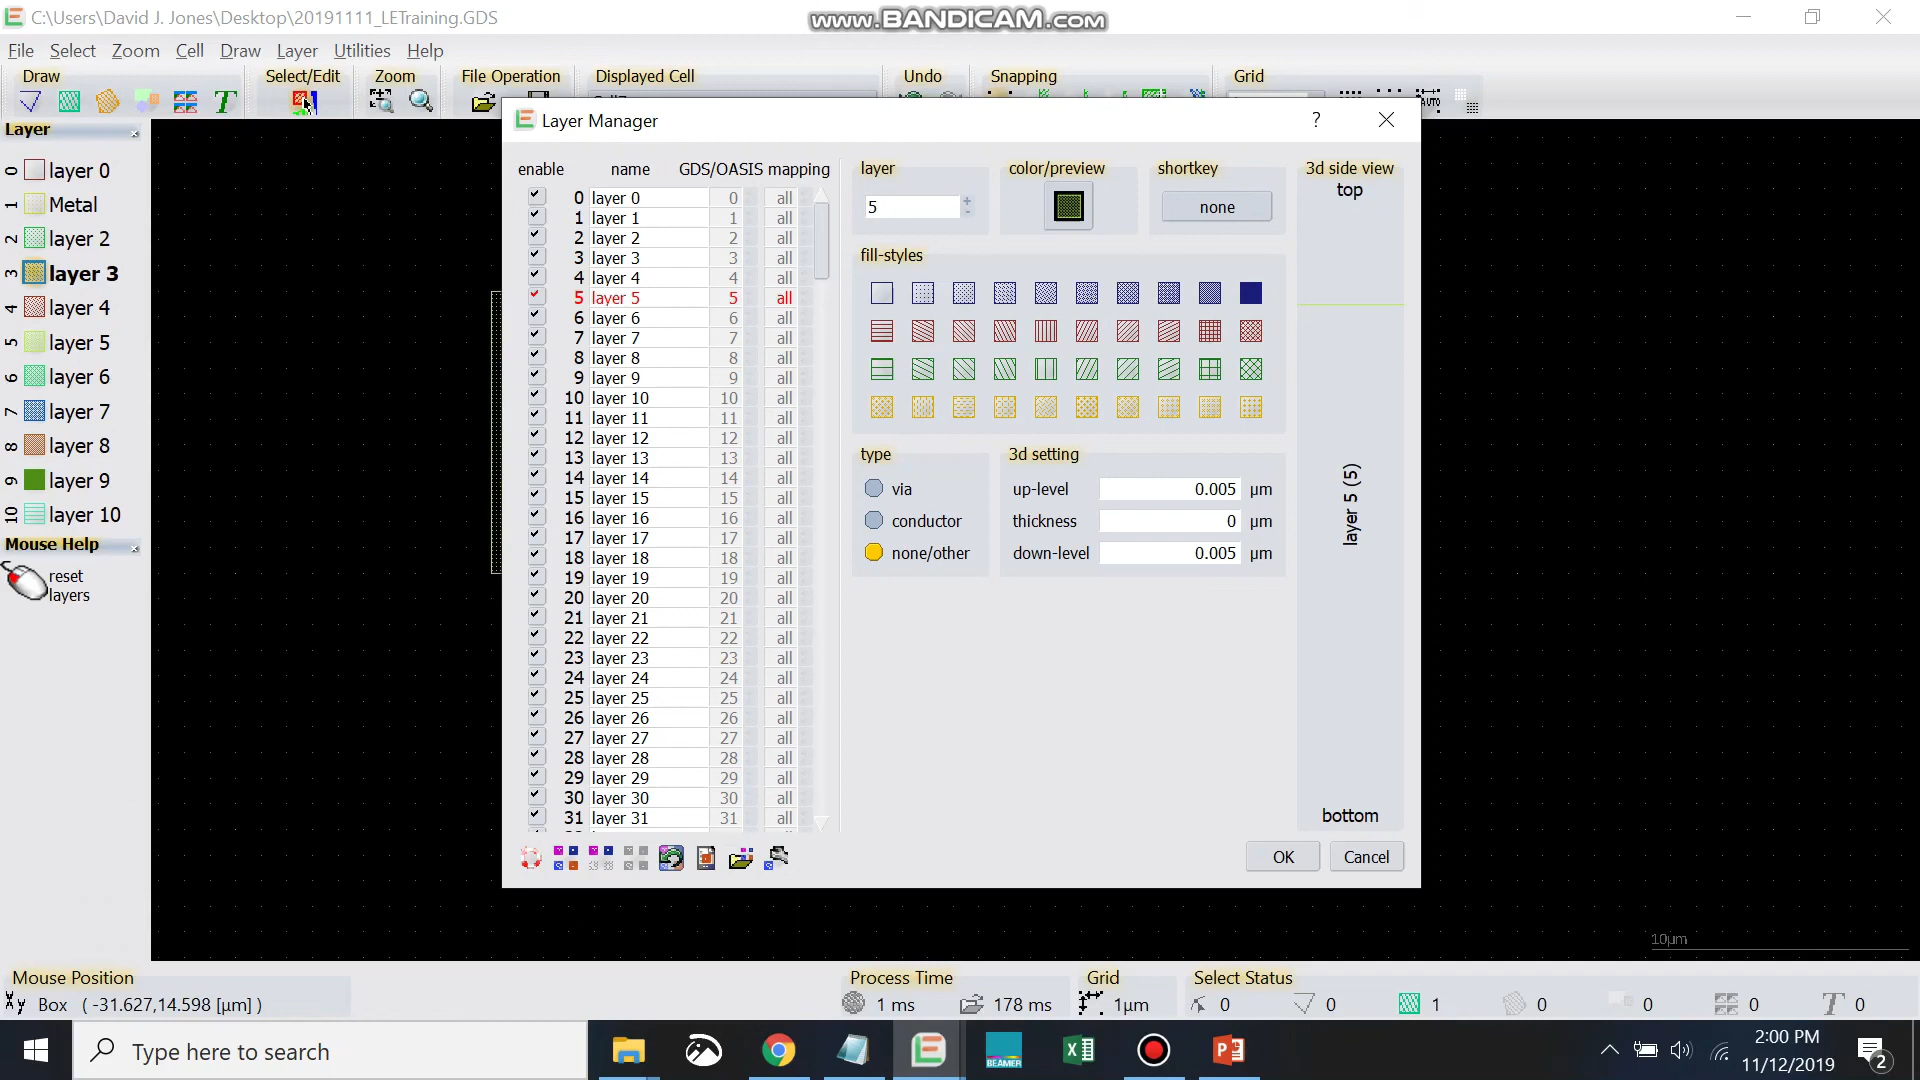 C:\Users\David J. Jones\Desktop\20191111_LETraining.GDS
www.BANDICAM.com
File Select Zoom Cell Draw Layer Utilities Help
Draw Select/Edit Zoom File Operation Displayed Cell Undo Snapping Grid
AUTO
Layer
0 layer 0
1 Metal
2 layer 2
3 layer 3
4 layer 4
5 layer 5
6 layer 6
7 layer 7
8 layer 8
9 layer 9
10 layer 10
Mouse Help
reset
layers
Layer Manager
enable name GDS/OASIS mapping
0 layer 0 0 all
1 layer 1 1 all
2 layer 2 2 all
3 layer 3 3 all
4 layer 4 4 all
5 layer 5 5 all
6 layer 6 6 all
7 layer 7 7 all
8 layer 8 8 all
9 layer 9 9 all
10 layer 10 10 all
11 layer 11 11 all
12 layer 12 12 all
13 layer 13 13 all
14 layer 14 14 all
15 layer 15 15 all
16 layer 16 16 all
17 layer 17 17 all
18 layer 18 18 all
19 layer 19 19 all
20 layer 20 20 all
21 layer 21 21 all
22 layer 22 22 all
23 layer 23 23 all
24 layer 24 24 all
25 layer 25 25 all
26 layer 26 26 all
27 layer 27 27 all
28 layer 28 28 all
29 layer 29 29 all
30 layer 30 30 all
31 layer 31 31 all
layer color/preview shortkey 3d side view
5 none
top
fill-styles
type 3d setting
via up-level 0.005 µm
conductor thickness 0 µm
none/other down-level 0.005 µm
layer 5 (5)
bottom
OK Cancel
10µm
Mouse Position Process Time Grid Select Status
Box ( -31.627,14.598 [µm] ) 1 ms 178 ms 1µm 0 0 1 0 0 0 0
Type here to search
BEAMER
2:00 PM
11/12/2019
2